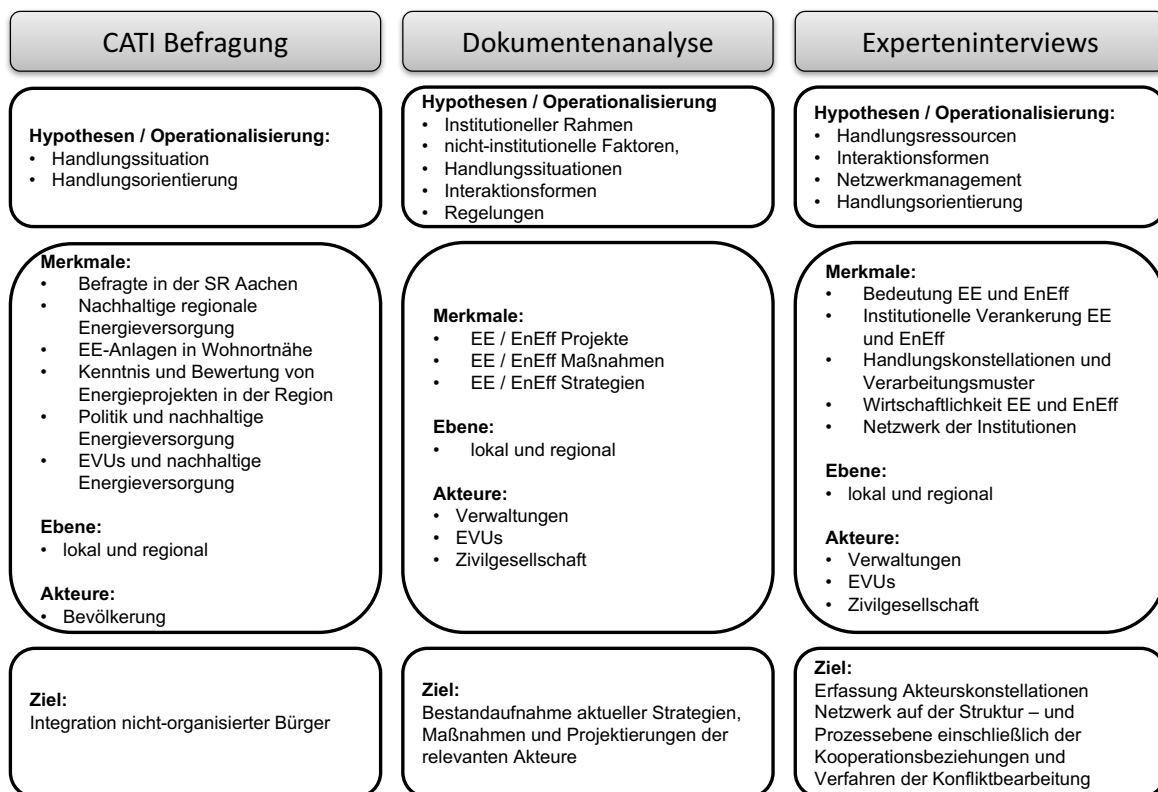 CATI Befragung
Hypothesen / Operationalisierung:
• Handlungssituation
• Handlungsorientierung
Merkmale:
• Befragte in der SR Aachen
• Nachhaltige regionale
Energieversorgung
• EE-Anlagen in Wohnortnähe
• Kenntnis und Bewertung von
Energieprojekten in der Region
• Politik und nachhaltige
Energieversorgung
• EVUs und nachhaltige
Energieversorgung
Ebene:
• lokal und regional
Akteure:
• Bevölkerung
Ziel:
Integration nicht-organisierter Bürger
Dokumentenanalyse
Hypothesen / Operationalisierung
• Institutioneller Rahmen
• nicht-institutionelle Faktoren,
• Handlungssituationen
• Interaktionsformen
• Regelungen
Merkmale:
• EE / EnEff Projekte
• EE / EnEff Maßnahmen
• EE / EnEff Strategien
Ebene:
• lokal und regional
Akteure:
• Verwaltungen
• EVUs
• Zivilgesellschaft
Ziel:
Bestandaufnahme aktueller Strategien,
Maßnahmen und Projektierungen der
relevanten Akteure
Experteninterviews
Hypothesen / Operationalisierung:
• Handlungsressourcen
• Interaktionsformen
• Netzwerkmanagement
• Handlungsorientierung
Merkmale:
• Bedeutung EE und EnEff
• Institutionelle Verankerung EE
und EnEff
• Handlungskonstellationen und
Verarbeitungsmuster
• Wirtschaftlichkeit EE und EnEff
• Netzwerk der Institutionen
Ebene:
• lokal und regional
Akteure:
• Verwaltungen
• EVUs
• Zivilgesellschaft
Ziel:
Erfassung Akteurskonstellationen
Netzwerk auf der Struktur – und
Prozessebene einschließlich der
Kooperationsbeziehungen und
Verfahren der Konfliktbearbeitung